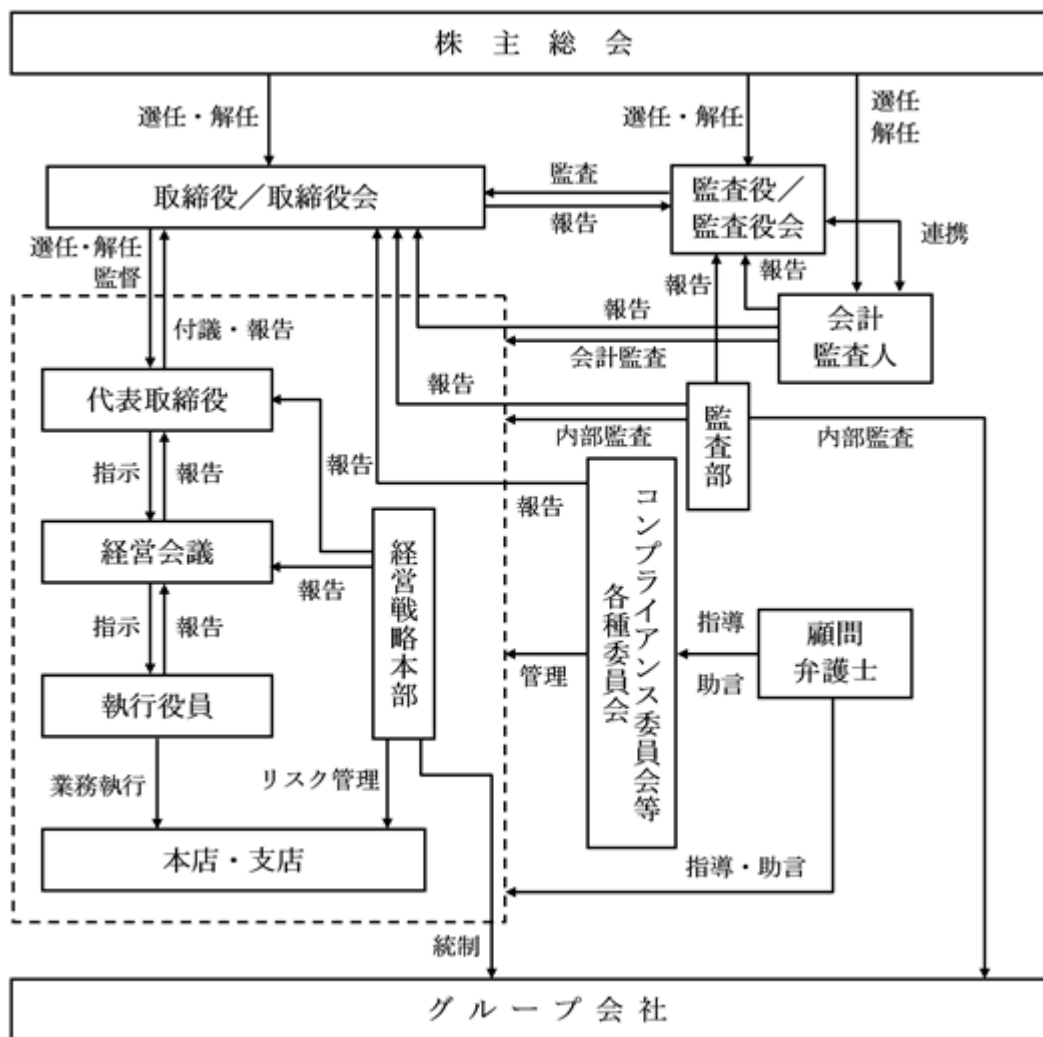 株主総会
選任・解任
選任・解任
選任
解任
取締役／取締役会
監査
報告
監査役／
監査役会
連携
選任・解任
監督
報告
報告
付議・報告
報告
会計監査
会計
監査人
代表取締役
報告
内部監査
監査部
内部監査
指示
報告
報告
報告
コンプライアンス委員会等
各種委員会
経営会議
報告
経営戦略本部
指示
報告
管理
指導
助言
顧問
弁護士
執行役員
業務執行
リスク管理
本店・支店
指導・助言
統制
グループ会社